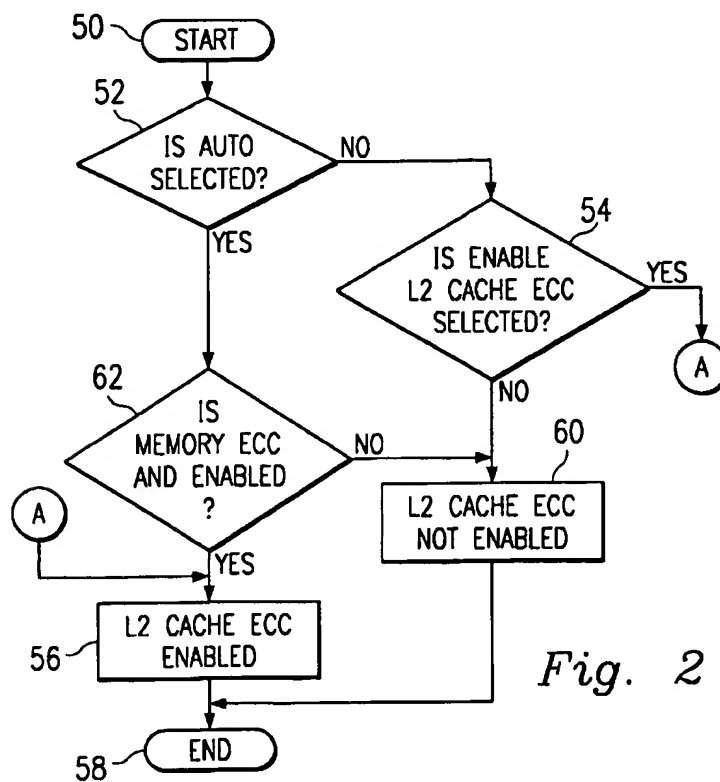 50
START
52
IS AUTO
SELECTED?
NO
YES
54
IS ENABLE
L2 CACHE ECC
SELECTED?
YES
A
NO
62
IS
MEMORY ECC
AND ENABLED
?
NO
YES
A
60
L2 CACHE ECC
NOT ENABLED
56
L2 CACHE ECC
ENABLED
Fig. 2
58
END